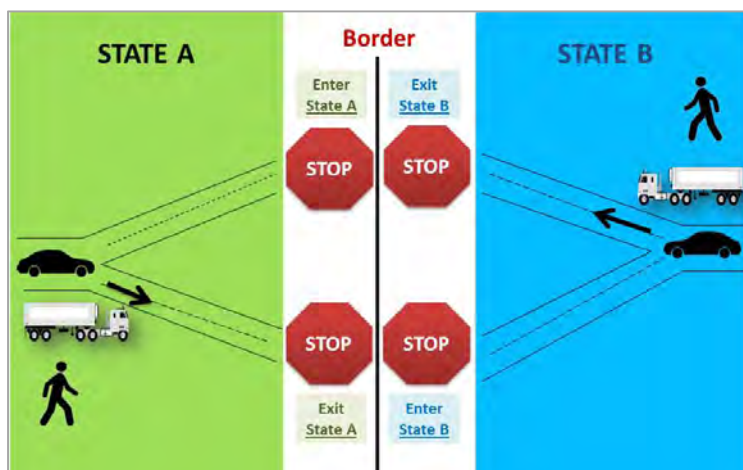 STATE A
Border
STATE B
Enter
State A
Exit
State B
STOP
STOP
STOP
STOP
Exit
State A
Enter
State B